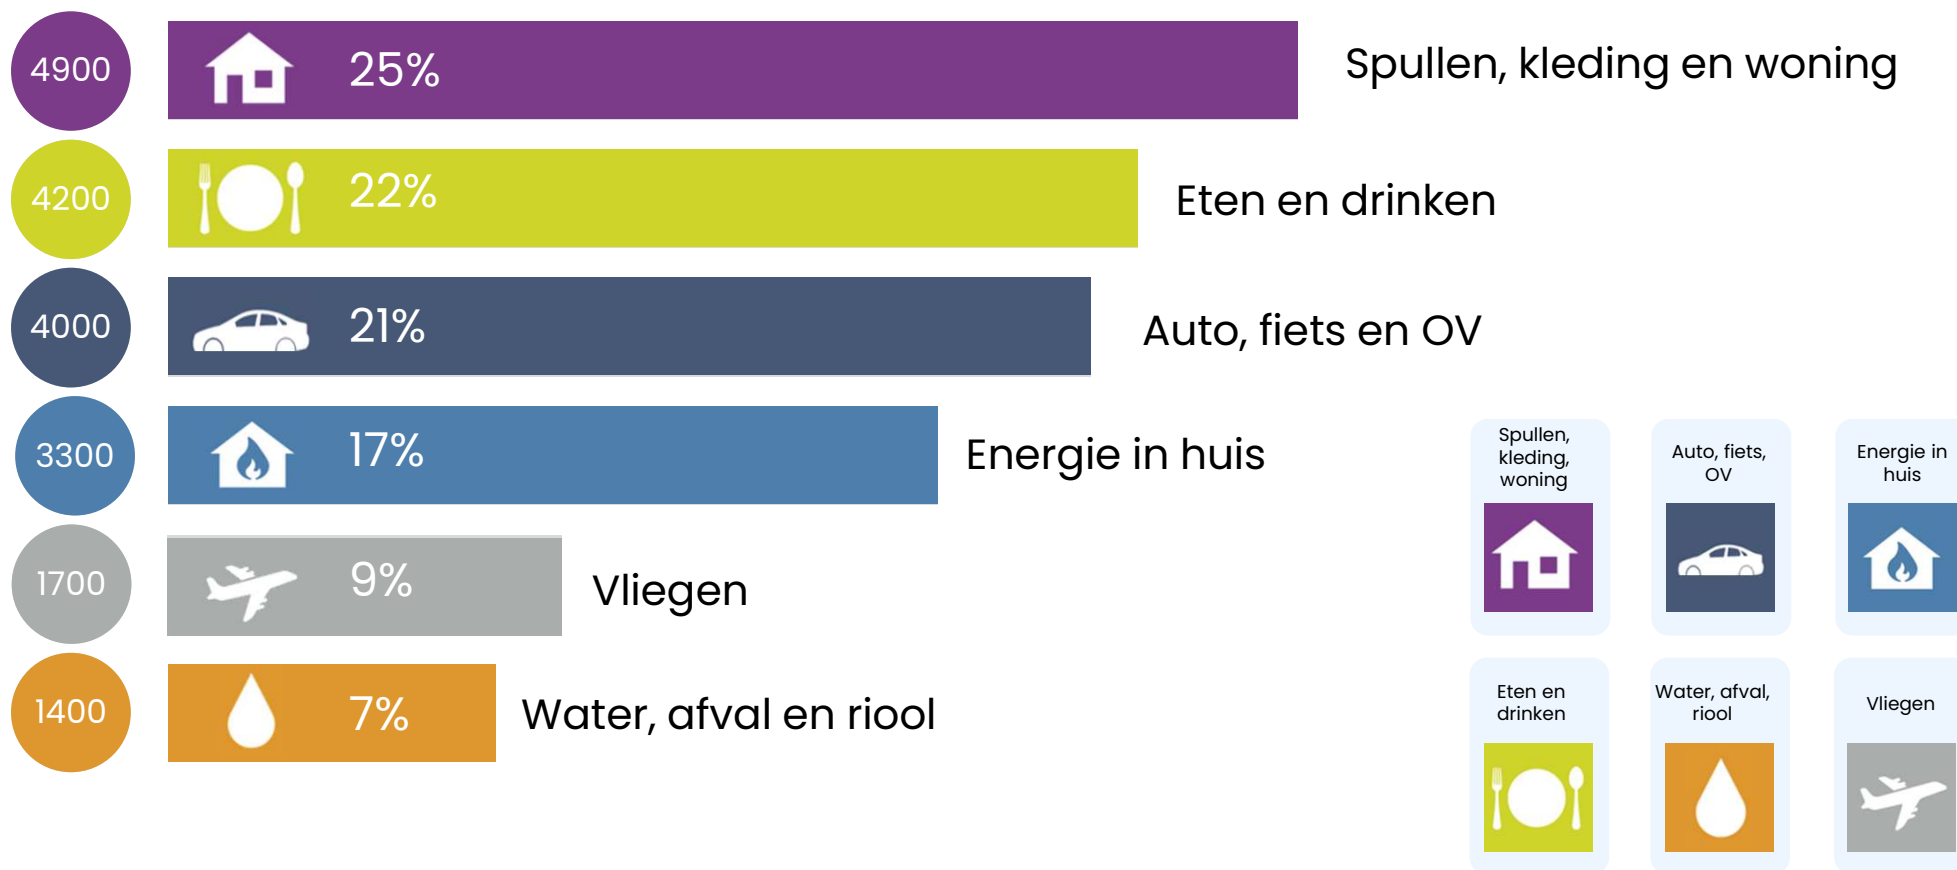 4900
25%
Spullen, kleding en woning
4200
22%
Eten en drinken
4000
21%
Auto, fiets en OV
3300
17%
Energie in huis
1700
9%
Vliegen
1400
7%
Water, afval en riool
Spullen,
kleding,
woning
Auto, fiets,
OV
Energie in
huis
Eten en
drinken
Water, afval,
riool
Vliegen